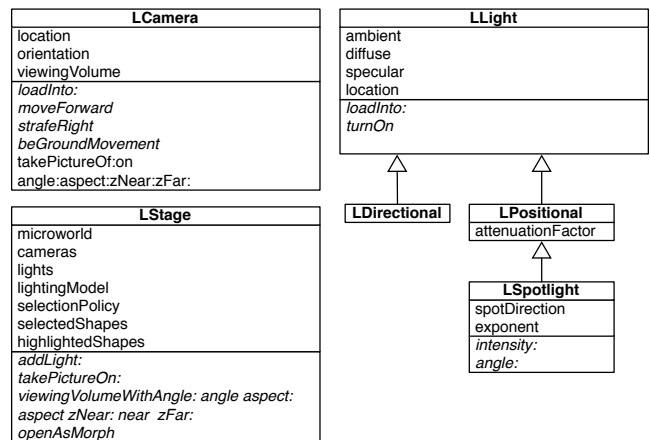 LCamera
location
orientation
viewingVolume
loadInto:
moveForward
strafeRight
beGroundMovement
takePictureOf:on
angle:aspect:zNear:zFar:
LStage
microworld
cameras
lights
lightingModel
selectionPolicy
selectedShapes
highlightedShapes
addLight:
takePictureOn:
viewingVolumeWithAngle: angle aspect:
aspect zNear: near zFar:
openAsMorph
LLight
ambient
diffuse
specular
location
loadInto:
turnOn
LDirectional
LPositional
attenuationFactor
LSpotlight
spotDirection
exponent
intensity:
angle: